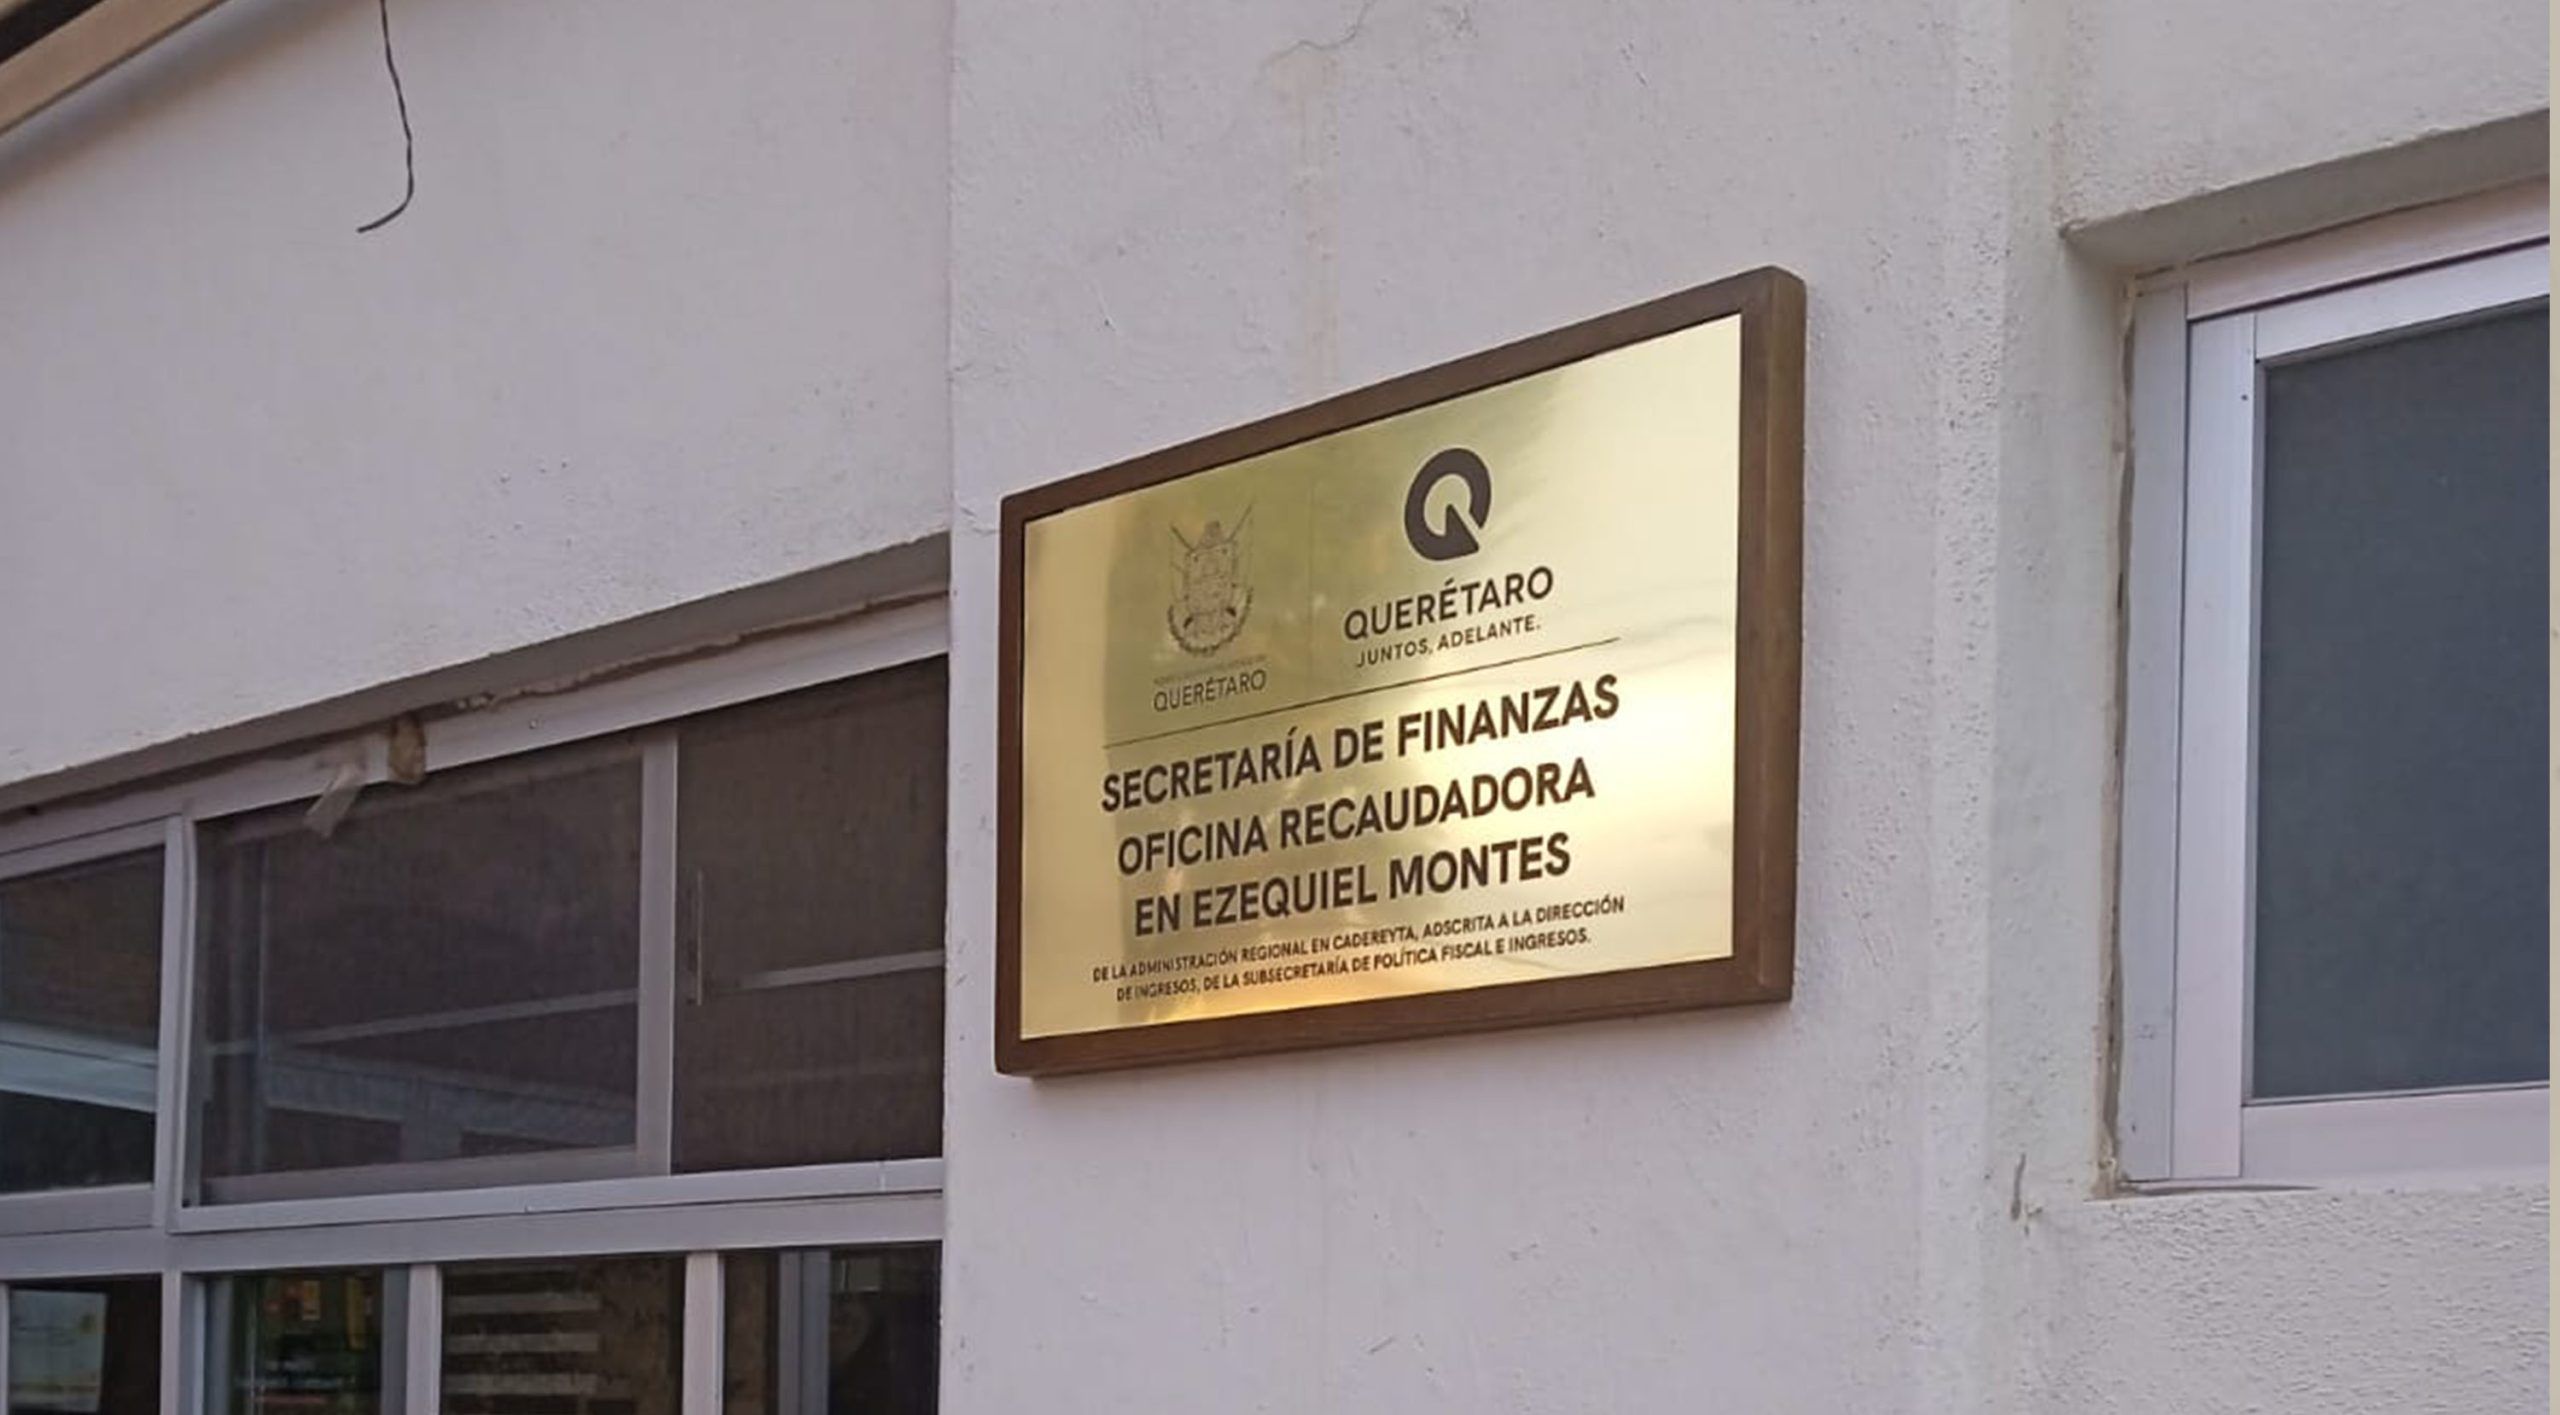 QUERÉTARO
QUERÉTARO
JUNTOS, ADELANTE.
SECRETARÍA DE FINANZAS
OFICINA RECAUDADORA
EN EZEQUIEL MONTES
DE LA ADMINISTRACIÓN REGIONAL EN CADEREYTA, ADSCRITA A LA DIRECCIÓN
DE INGRESOS, DE LA SUBSECRETARÍA DE POLÍTICA FISCAL E INGRESOS.